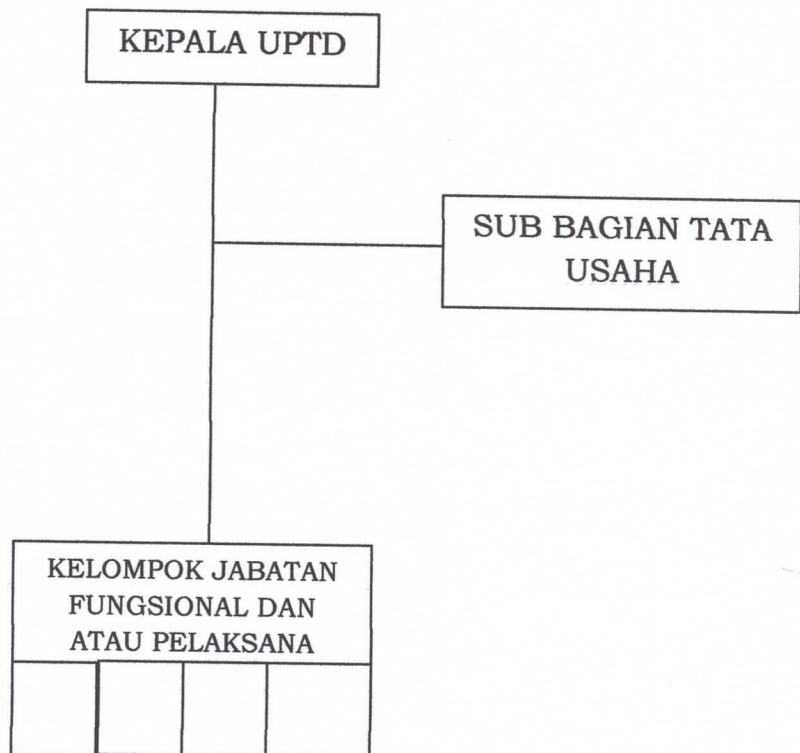 KEPALA UPTD
SUB BAGIAN TATA
USAHA
KELOMPOK JABATAN
FUNGSIONAL DAN
ATAU PELAKSANA